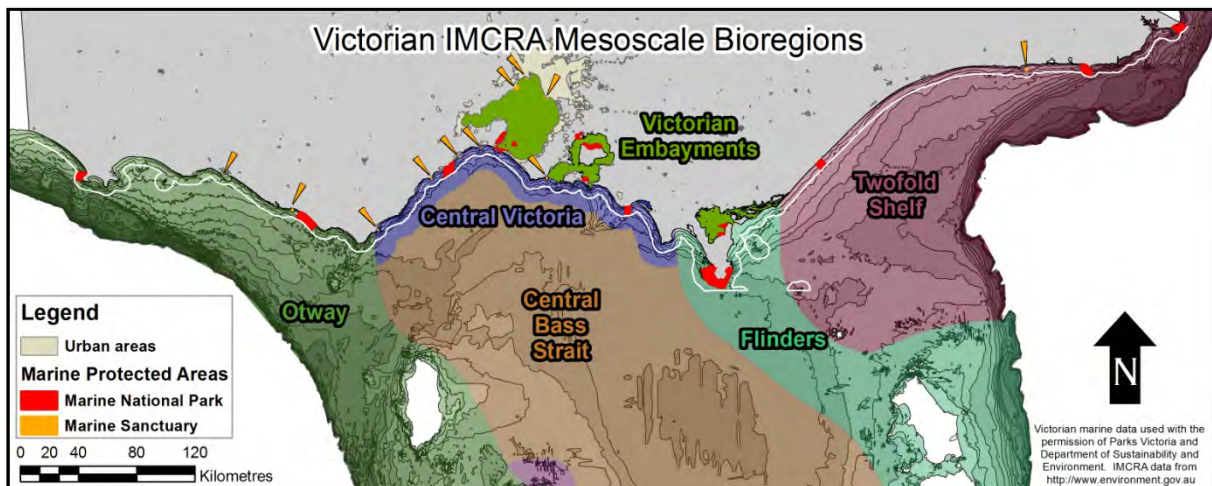 Victorian IMCRA Mesoscale Bioregions
Victorian
Embayments
Twofold
Shelf
Central Victoria
Otway
Central
Bass
Strait
Flinders
Legend
Urban areas
Marine Protected Areas
Marine National Park
Marine Sanctuary
0 20 40 60 80 120
Kilometres
N
Victorian marine data used with the
permission of Parks Victoria and
Department of Sustainability and
Environment. IMCRA data from
http://www.environment.gov.au